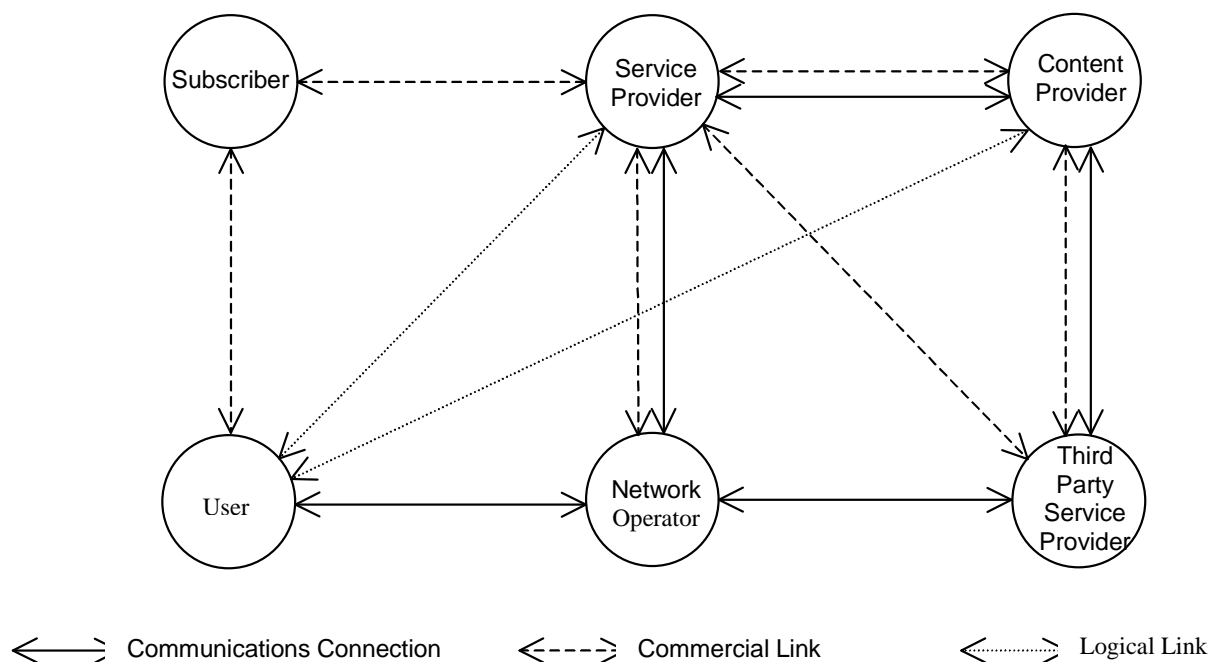 Subscriber
Service
Provider
Content
Provider
User
Network
Operator
Third
Party
Service
Provider
Communications Connection
Commercial Link
Logical Link